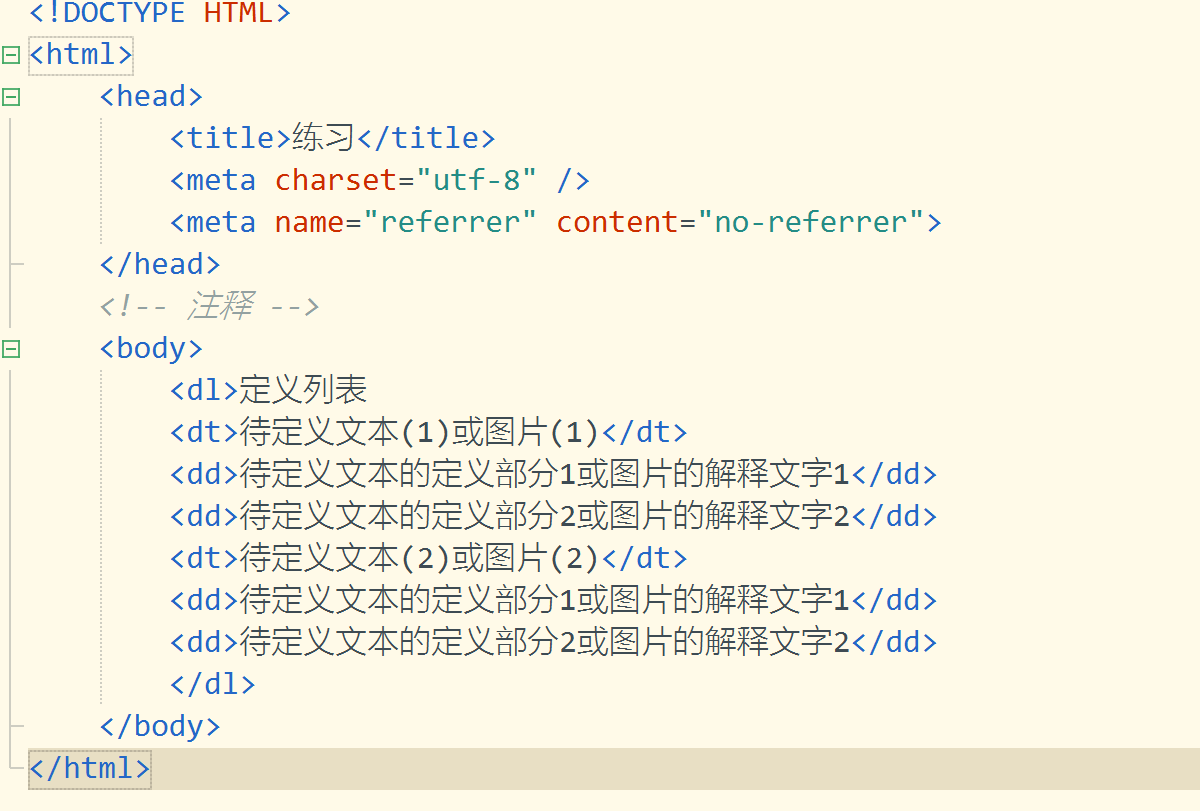 <!DOCTYPE HTML>
<html>
<head>
<title>练习</title>
<meta charset="utf-8" />
<meta name="referrer" content="no-referrer">
</head>
<!-- 注释 -->
<body>
<dl>定义列表
<dt>待定义文本(1)或图片(1)</dt>
<dd>待定义文本的定义部分1或图片的解释文字1</dd>
<dd>待定义文本的定义部分2或图片的解释文字2</dd>
<dt>待定义文本(2)或图片(2)</dt>
<dd>待定义文本的定义部分1或图片的解释文字1</dd>
<dd>待定义文本的定义部分2或图片的解释文字2</dd>
</dl>
</body>
</html>